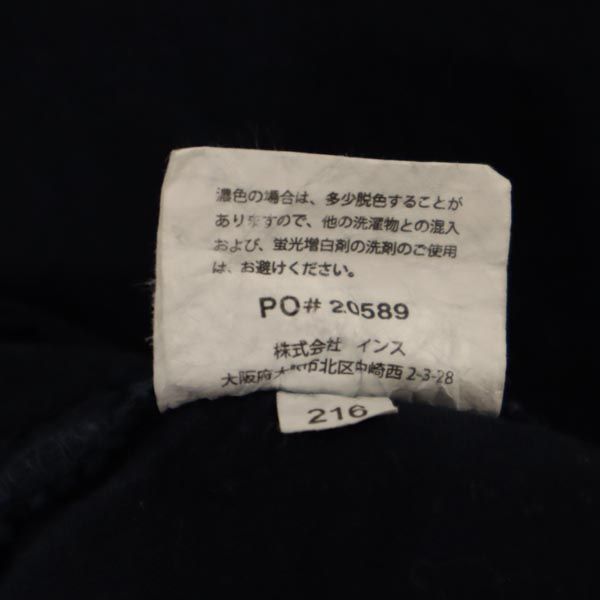 濃色の場合は、多少脱色することが
ありますので、他の洗濯物との混入
および、蛍光増白剤の洗剤のご使用
は、お避けください。
PO# 20589
株式会社 インス
大阪府大阪市北区中崎西2-3-28
216